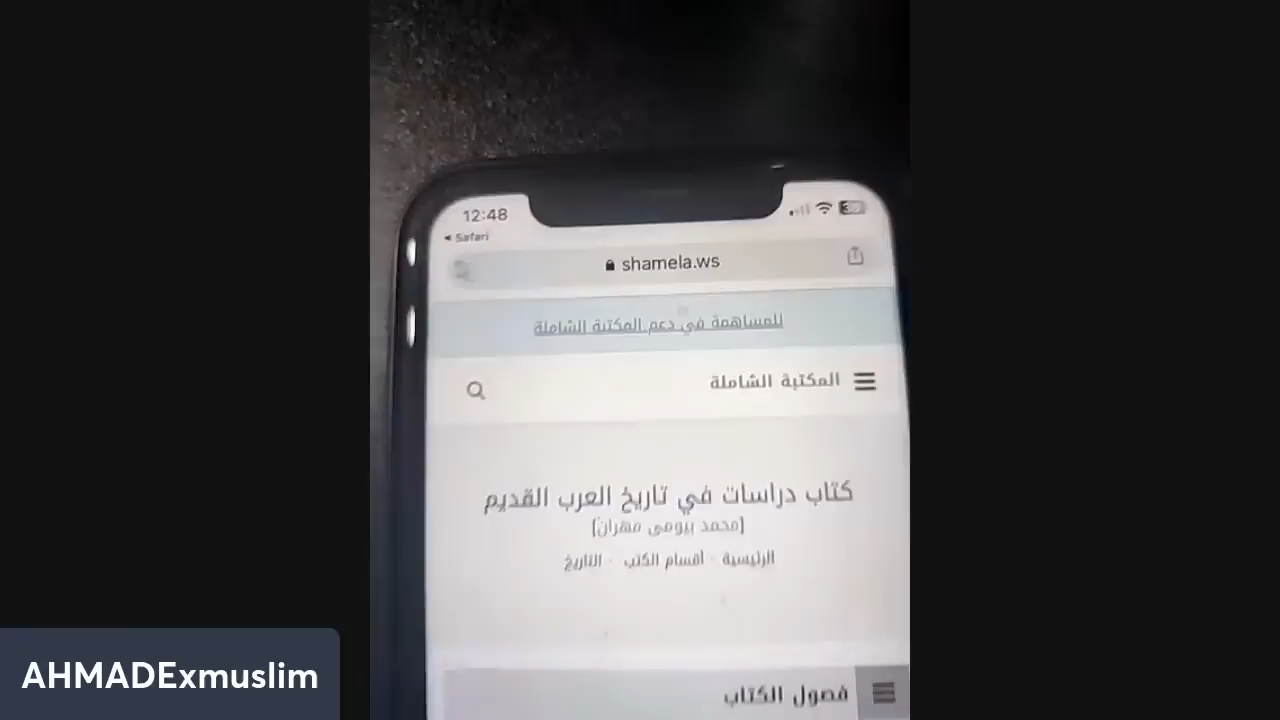 12:48
Safari
shamela.ws
للمساهمة في دعم المكتبة الشاملة
المكتبة الشاملة
كتاب دراسات في تاريخ العرب القديم
[محمد بيومى مهران]
الرئيسية - أقسام الكتب - التاريخ
فصول الكتاب
AHMADExmuslim